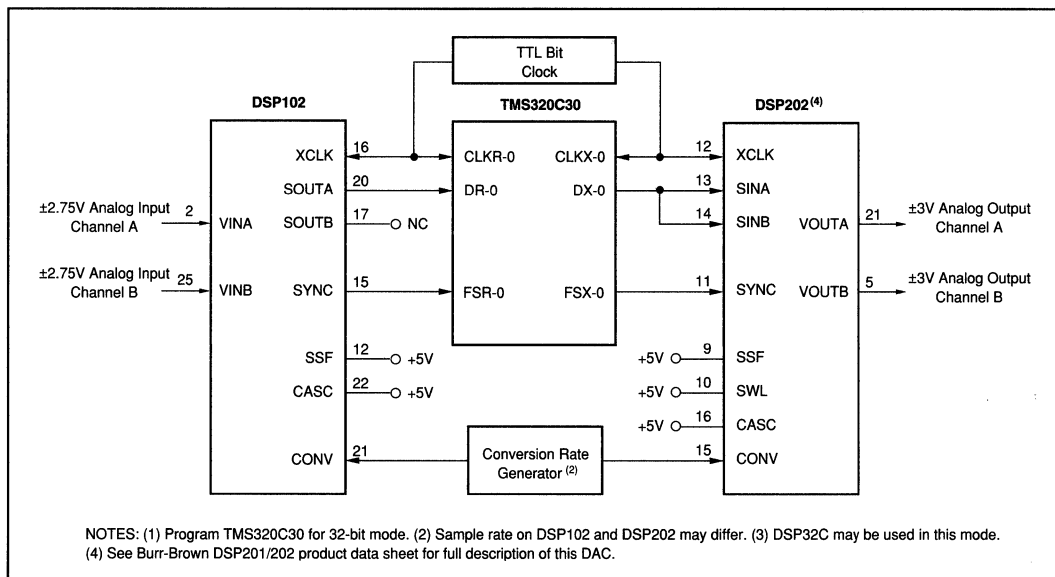 TTL Bit
Clock
DSP102
TMS320C30
DSP202(4)
XCLK
16
CLKR-0
CLKX-0
12
XCLK
SOUTA
20
DR-0
DX-0
13
SINA
±2.75V Analog Input
Channel A
2
VINA
SOUTB
17
NC
14
SINB
VOUTA
21
±3V Analog Output
Channel A
±2.75V Analog Input
Channel B
25
VINB
SYNC
15
FSR-0
FSX-0
11
SYNC
VOUTB
5
±3V Analog Output
Channel B
SSF
12
+5V
+5V
9
SSF
CASC
22
+5V
+5V
10
SWL
+5V
16
CASC
CONV
21
Conversion Rate
Generator (2)
15
CONV
NOTES: (1) Program TMS320C30 for 32-bit mode. (2) Sample rate on DSP102 and DSP202 may differ. (3) DSP32C may be used in this mode.
(4) See Burr-Brown DSP201/202 product data sheet for full description of this DAC.